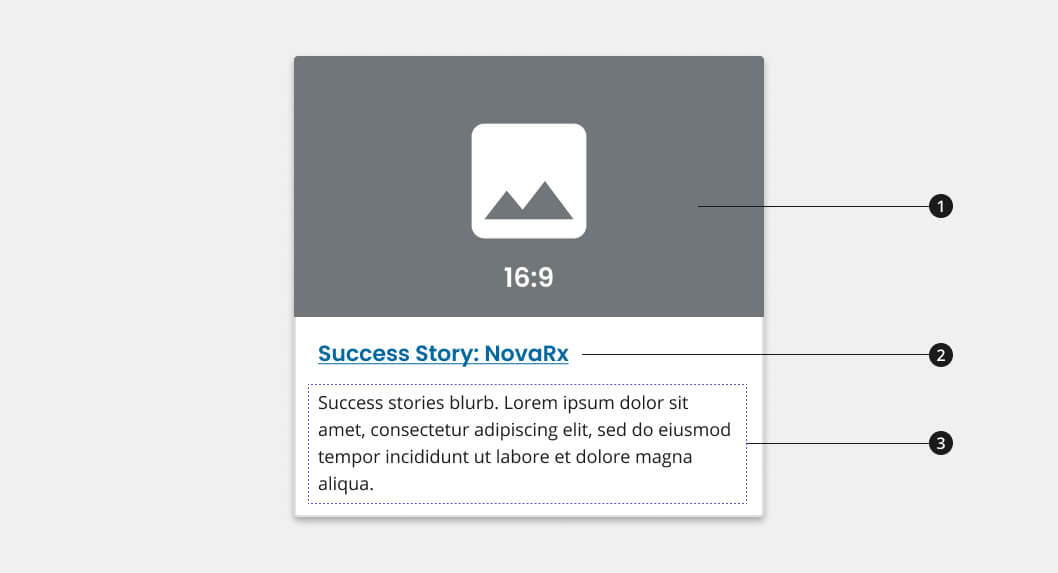 16:9
1
Success Story: NovaRx
2
Success stories blurb. Lorem ipsum dolor sit
amet, consectetur adipiscing elit, sed do eiusmod
tempor incididunt ut labore et dolore magna
aliqua.
3